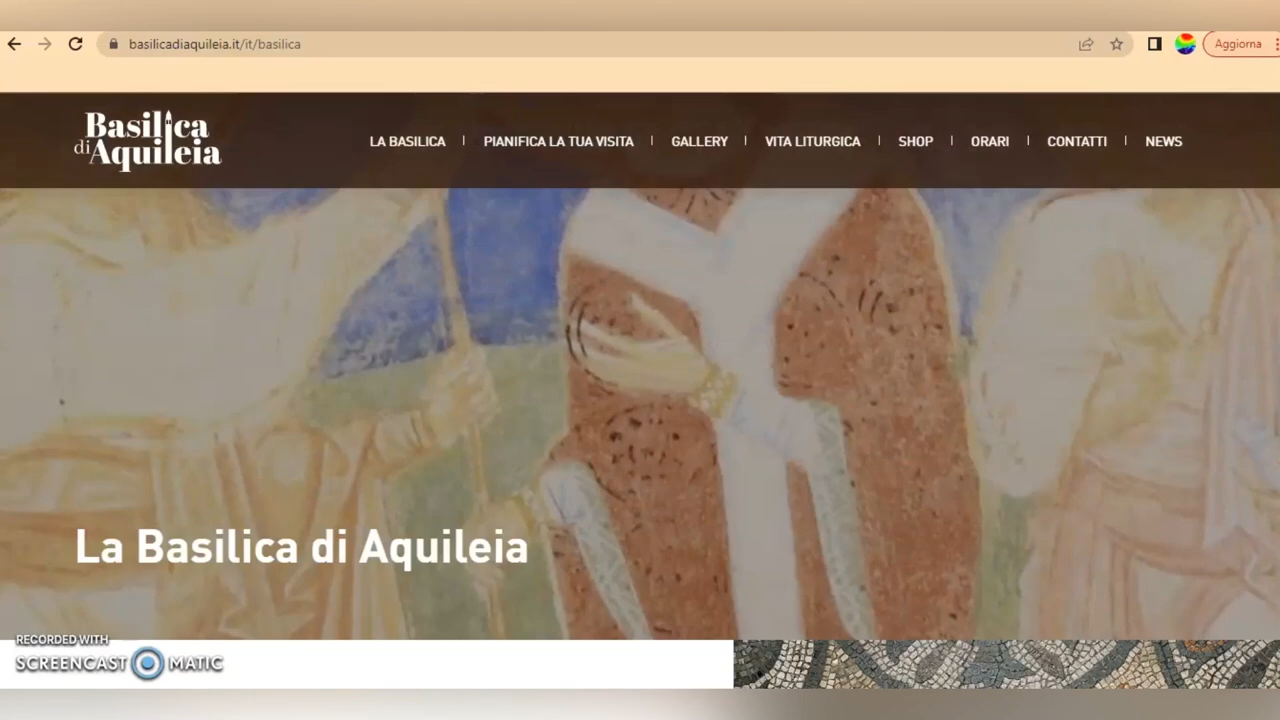 basilicadiaquileia.it/it/basilica
Aggiorna
Basilica
di Aquileia
LA BASILICA
PIANIFICA LA TUA VISITA
GALLERY
VITA LITURGICA
SHOP
ORARI
CONTATTI
NEWS
La Basilica di Aquileia
RECORDED WITH
SCREENCAST MATIC